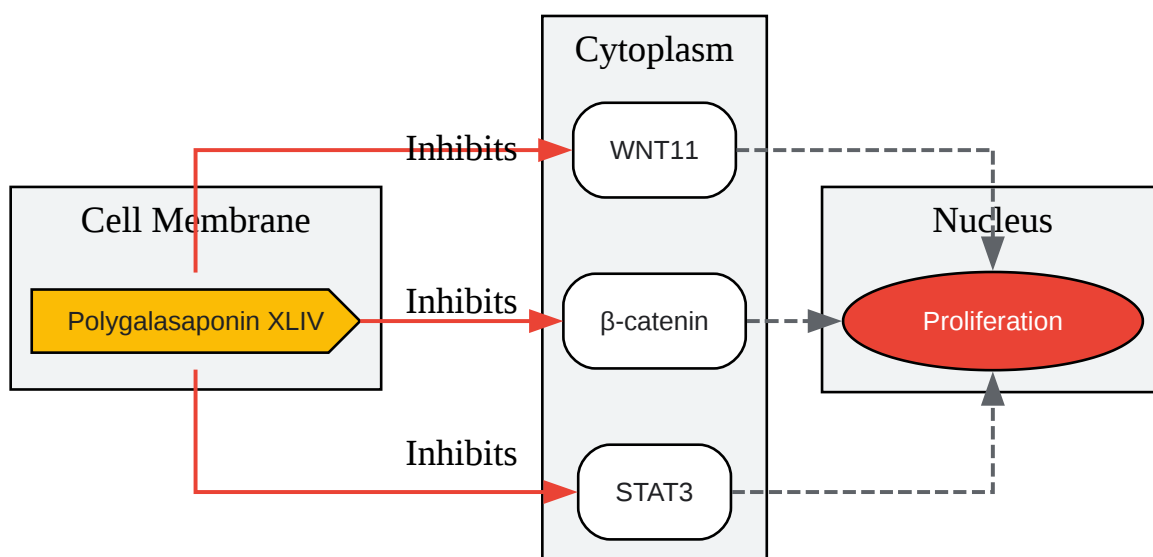 Cytoplasm
Inhibits
WNT11
Cell Membrane
Nucleus
Polygalasaponin XLIV
Inhibits
β-catenin
Proliferation
Inhibits
STAT3